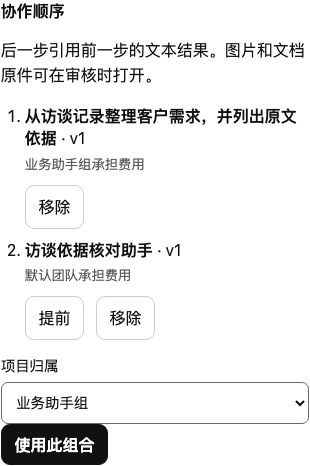 协作顺序
后一步引用前一步的文本结果。图片和文档
原件可在审核时打开。
1. 从访谈记录整理客户需求，并列出原文
依据 · v1
业务助手组承担费用
移除
2. 访谈依据核对助手 · v1
默认团队承担费用
提前 移除
项目归属
业务助手组
使用此组合